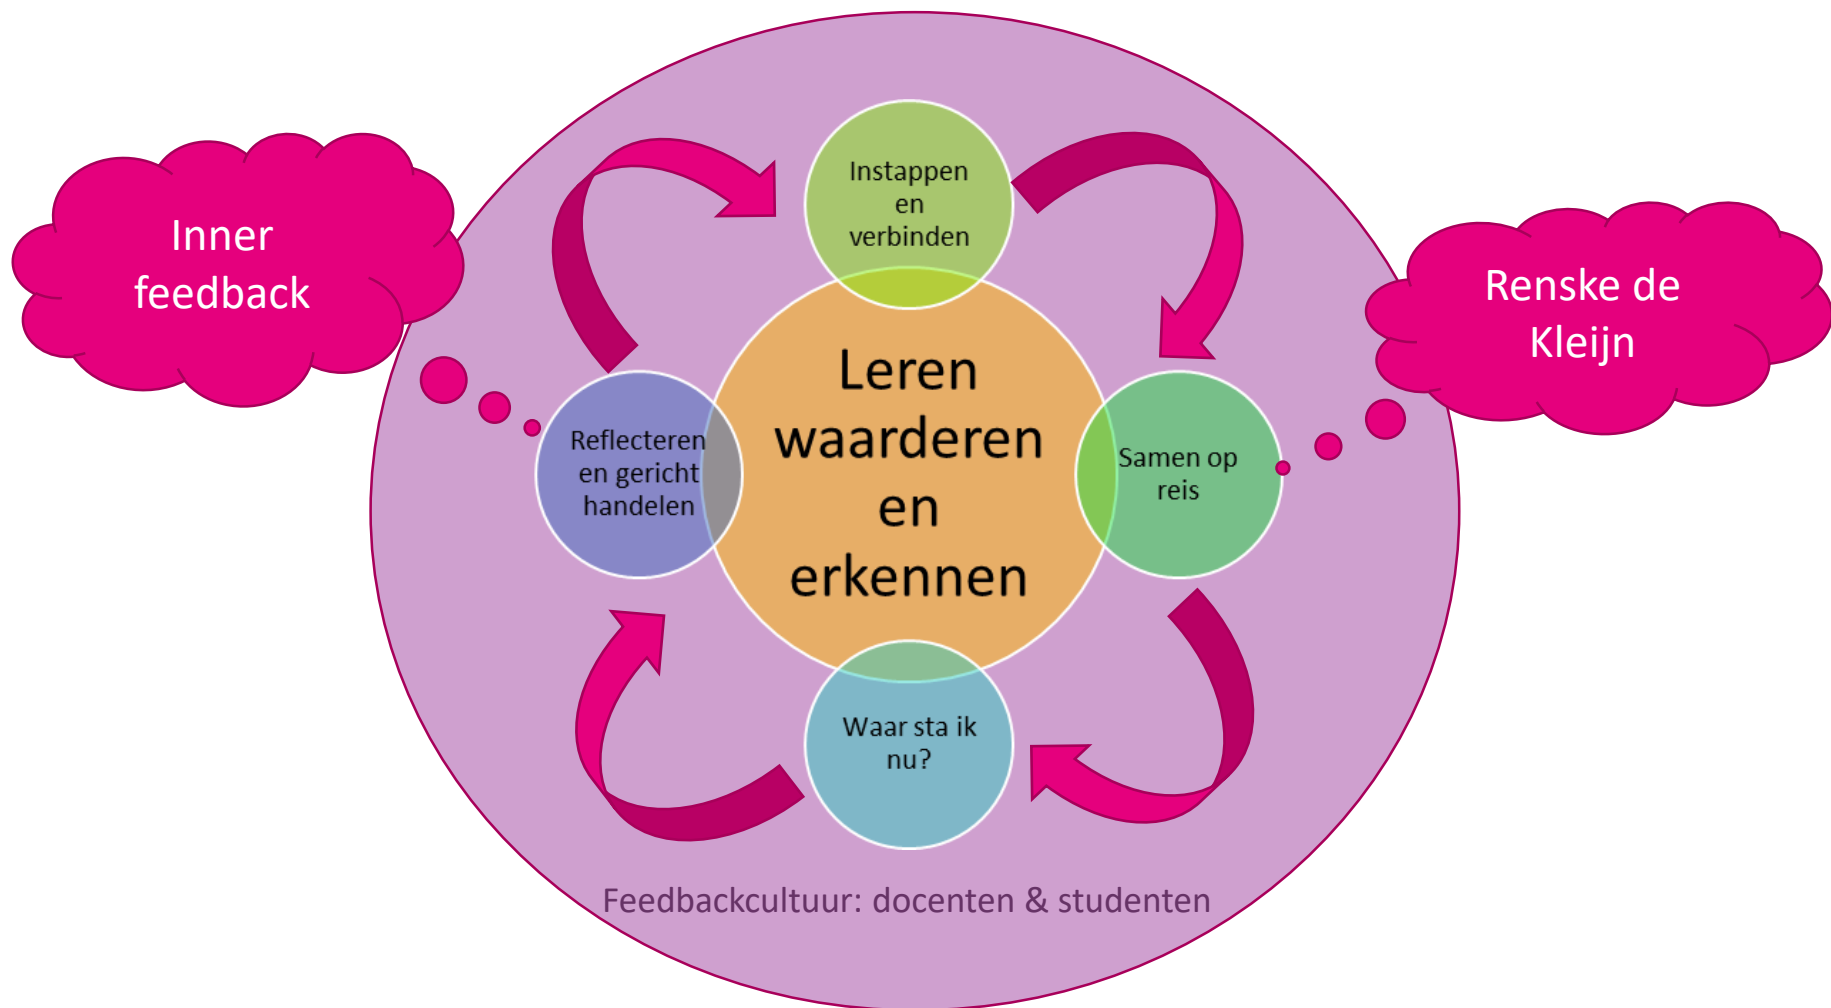 Instappen
en
verbinden
Inner
feedback
Renske de
Kleijn
Leren
waarderen
en
erkennen
Reflecteren
en gericht
handelen
Samen op
reis
Waar sta ik
nu?
Feedbackcultuur: docenten & studenten